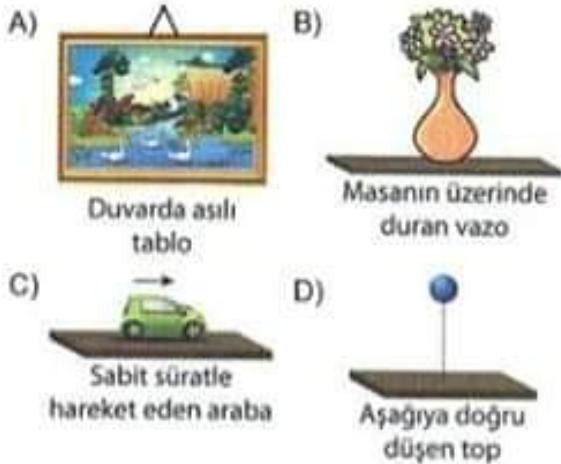 A)
Duvarda asılı
tablo
B)
Masanın üzerinde
duran vazo
C)
Sabit süratle
hareket eden araba
D)
Aşağıya doğru
düşen top